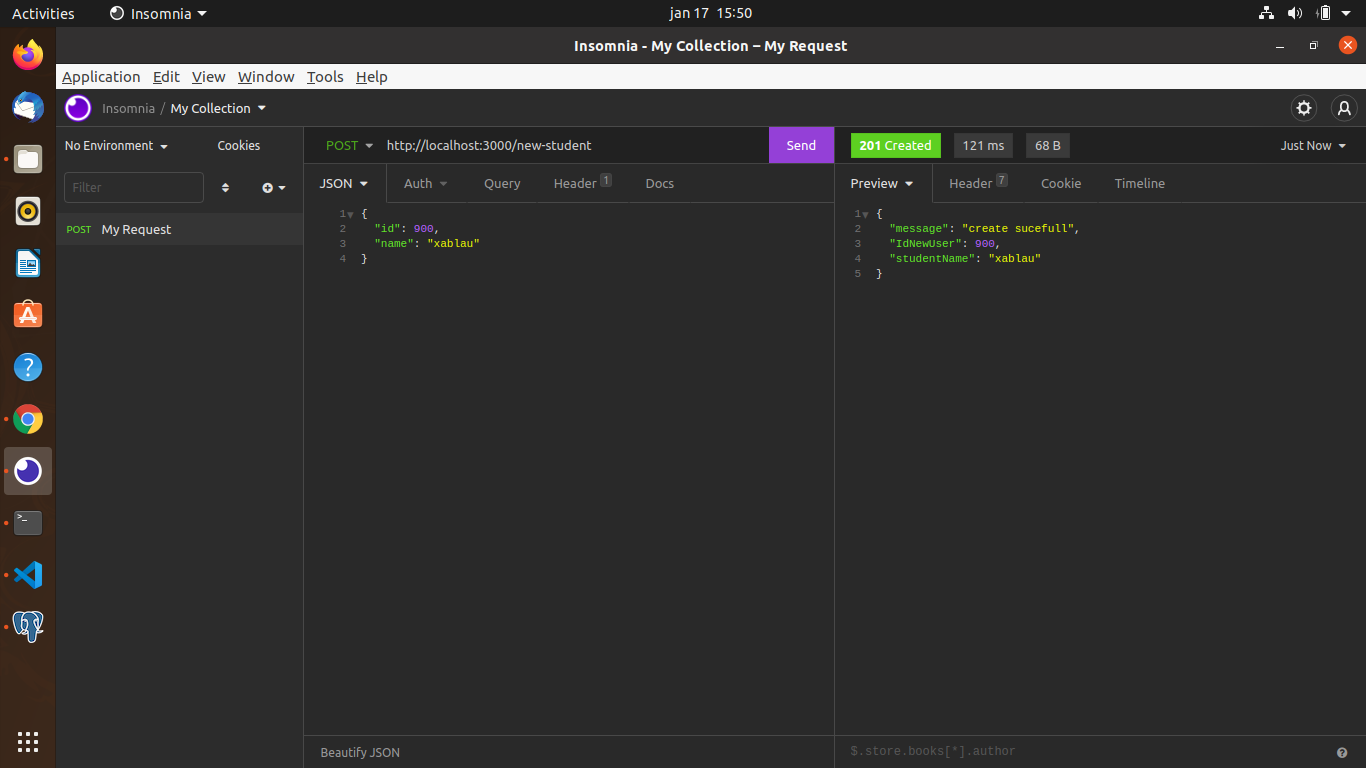 Activities
Insomnia
jan 17 15:50
Insomnia - My Collection – My Request
Application Edit View Window Tools Help
Insomnia / My Collection
No Environment Cookies
Filter
POST My Request
POST http://localhost:3000/new-student Send
JSON Auth Query Header 1 Docs
1 {
2 "id": 900,
3 "name": "xablau"
4 }
Beautify JSON
201 Created 121 ms 68 B Just Now
Preview Header 7 Cookie Timeline
1 {
2 "message": "create sucefull",
3 "IdNewUser": 900,
4 "studentName": "xablau"
5 }
$.store.books[*].author